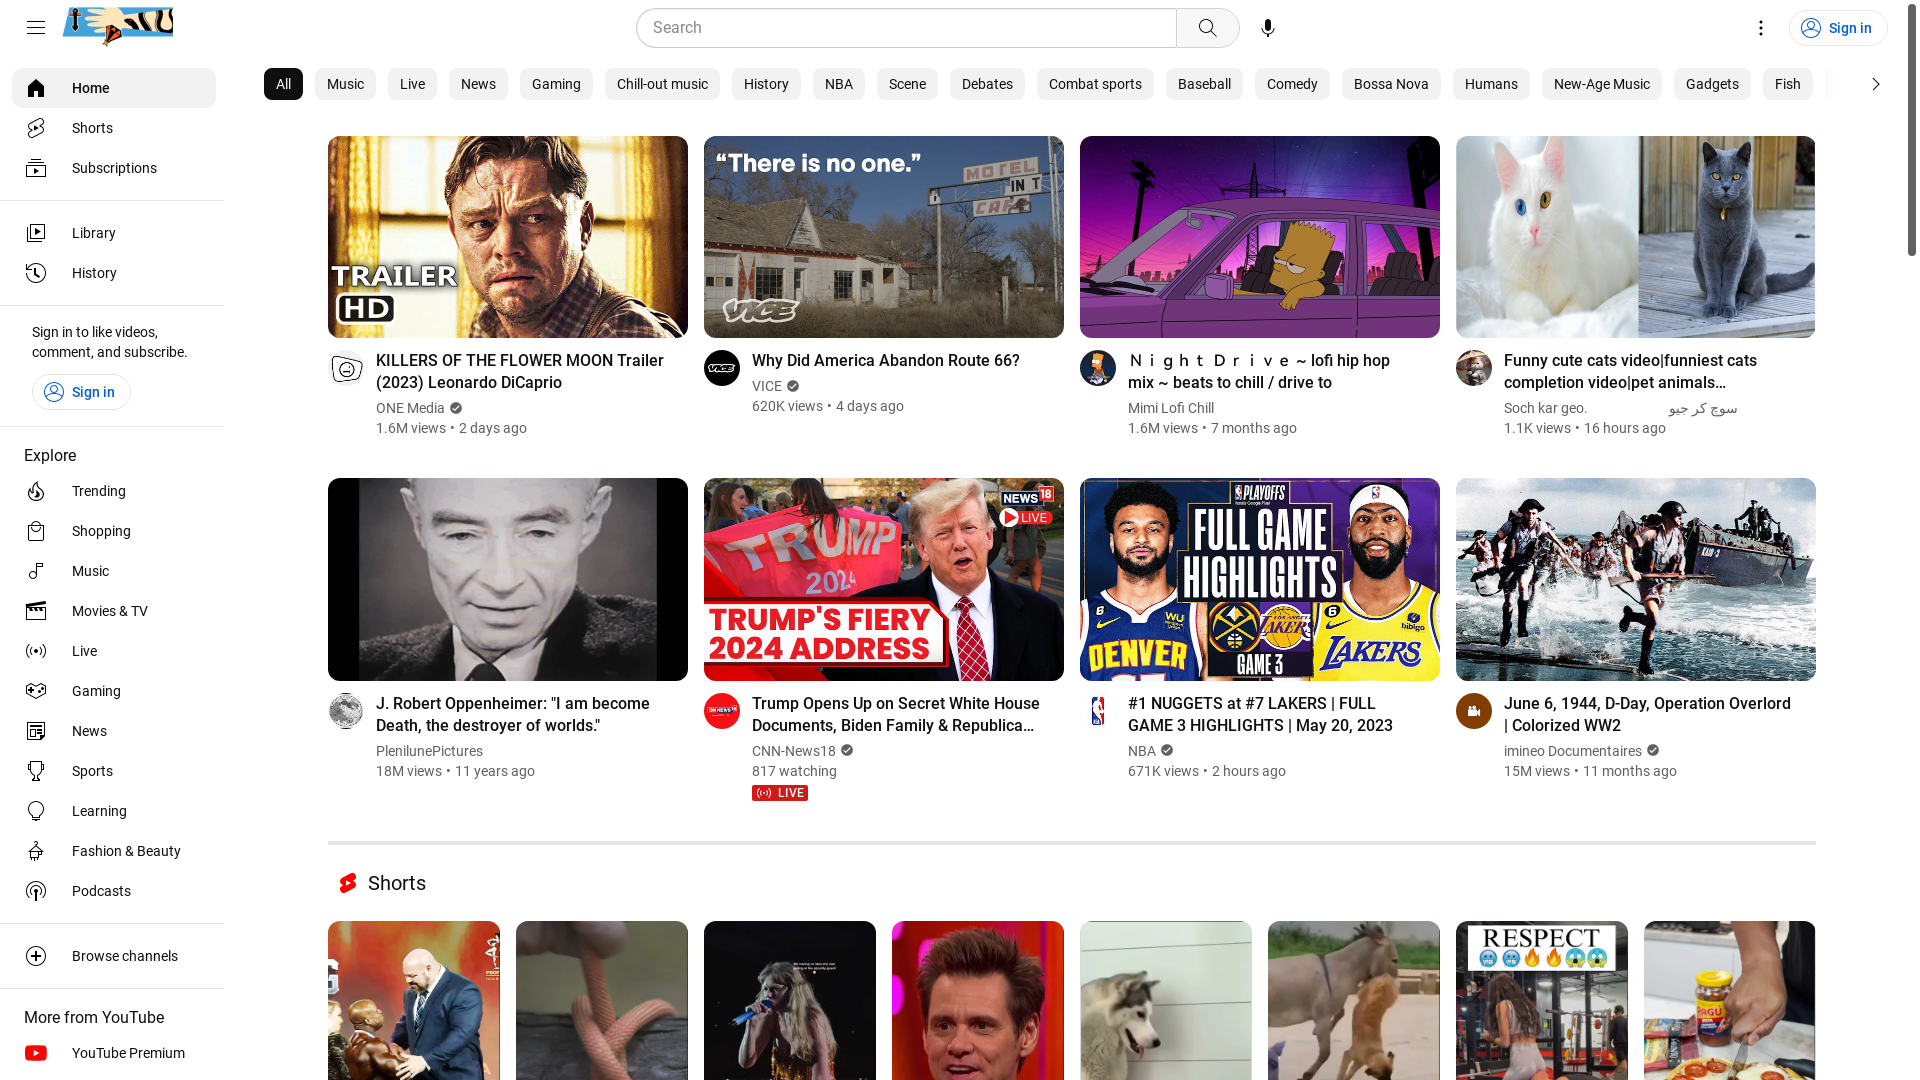 Search
Sign in
Home
Shorts
Subscriptions
Library
History
Sign in to like videos,
comment, and subscribe.
Sign in
Explore
Trending
Shopping
Music
Movies & TV
Live
Gaming
News
Sports
Learning
Fashion & Beauty
Podcasts
Browse channels
More from YouTube
YouTube Premium
All
Music
Live
News
Gaming
Chill-out music
History
NBA
Scene
Debates
Combat sports
Baseball
Comedy
Bossa Nova
Humans
New-Age Music
Gadgets
Fish
TRAILER
HD
KILLERS OF THE FLOWER MOON Trailer
(2023) Leonardo DiCaprio
ONE Media
1.6M views • 2 days ago
“There is no one.”
MOTEL
IN T
CAFE
VICE
Why Did America Abandon Route 66?
VICE
620K views • 4 days ago
Ｎｉｇｈｔ Ｄｒｉｖｅ ~ lofi hip hop
mix ~ beats to chill / drive to
Mimi Lofi Chill
1.6M views • 7 months ago
Funny cute cats video|funniest cats
completion video|pet animals…
Soch kar geo. سوچ کر جیو
1.1K views • 16 hours ago
J. Robert Oppenheimer: "I am become
Death, the destroyer of worlds."
PlenilunePictures
18M views • 11 years ago
NEWS 18
LIVE
TRUMP
2024
TRUMP'S FIERY
2024 ADDRESS
Trump Opens Up on Secret White House
Documents, Biden Family & Republica…
CNN-News18
817 watching
LIVE
PLAYOFFS
FULL GAME
HIGHLIGHTS
GAME 3
6
WU
DENVER
LAKERS
6
bibigo
LAKERS
#1 NUGGETS at #7 LAKERS | FULL
GAME 3 HIGHLIGHTS | May 20, 2023
NBA
671K views • 2 hours ago
June 6, 1944, D-Day, Operation Overlord
| Colorized WW2
imineo Documentaires
15M views • 11 months ago
Shorts
RESPECT
RAGU